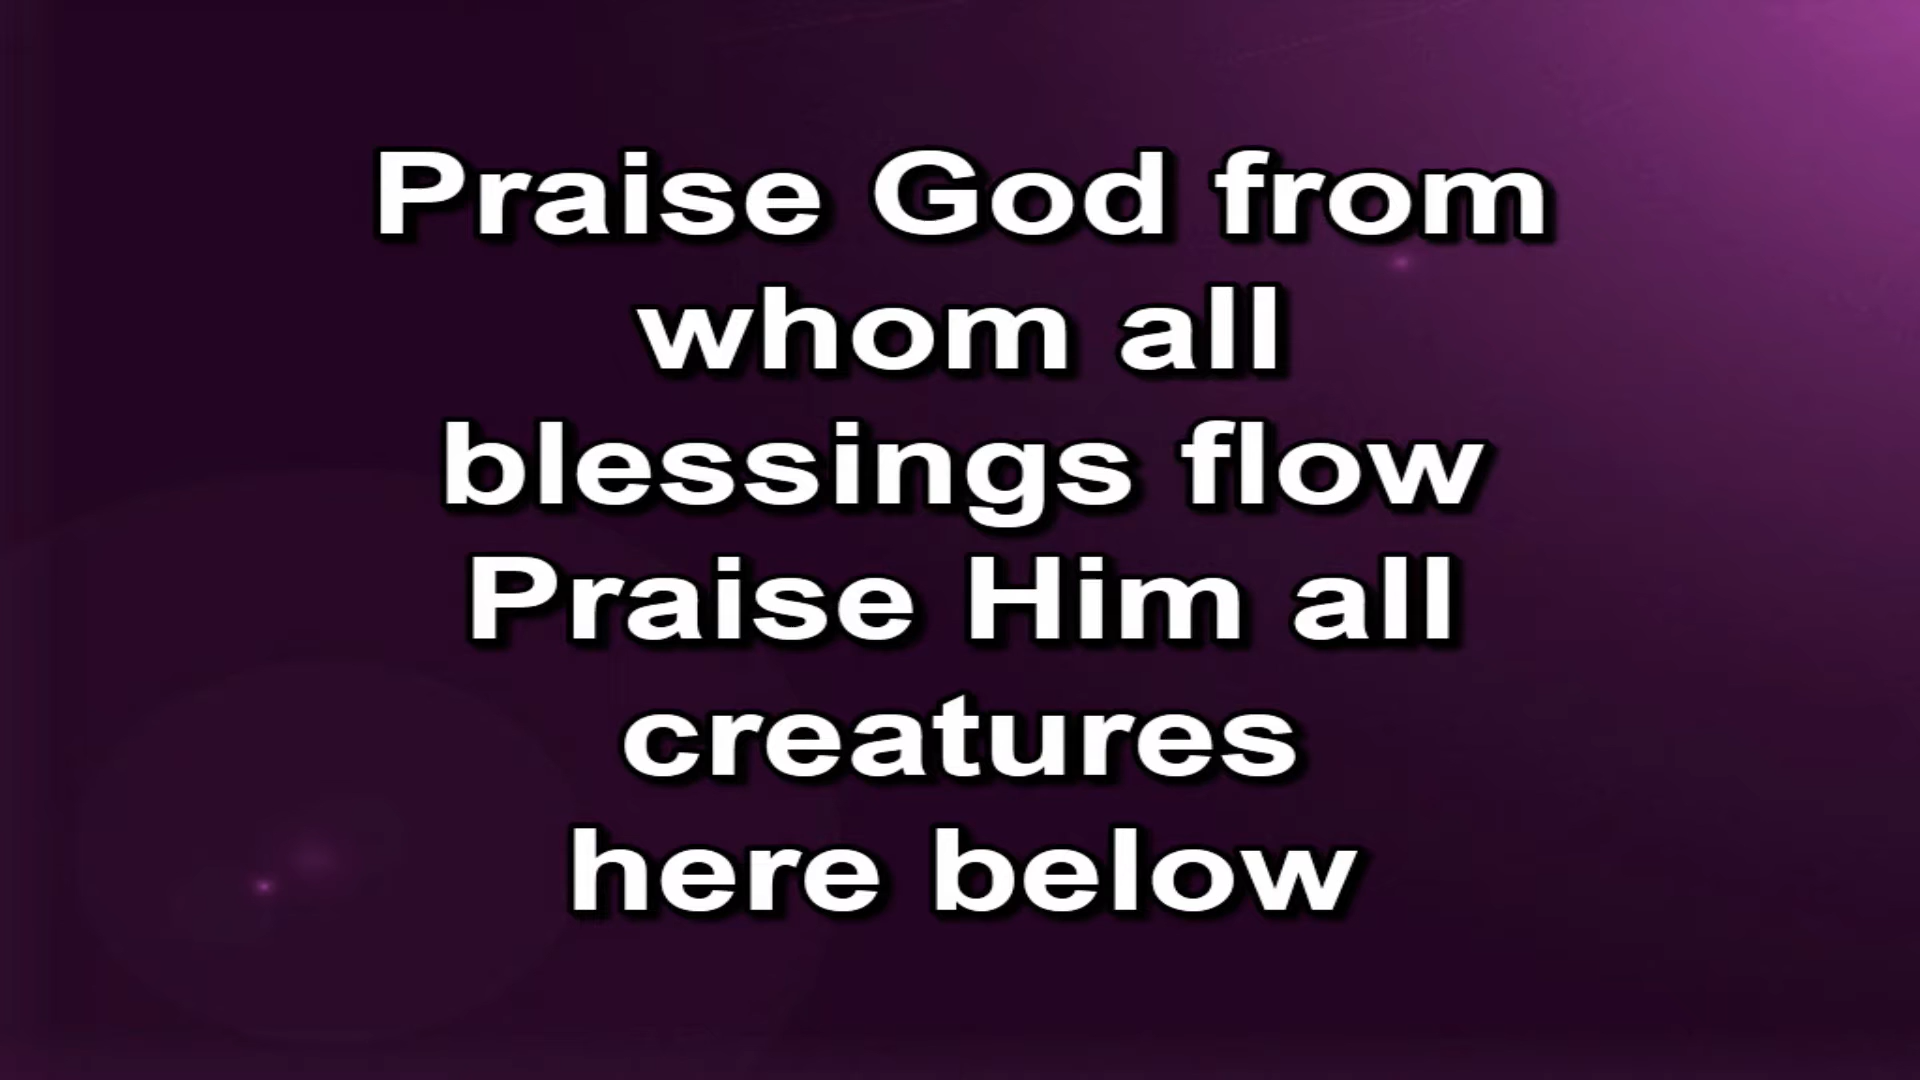 Praise God from
whom all
blessings flow
Praise Him all
creatures
here below